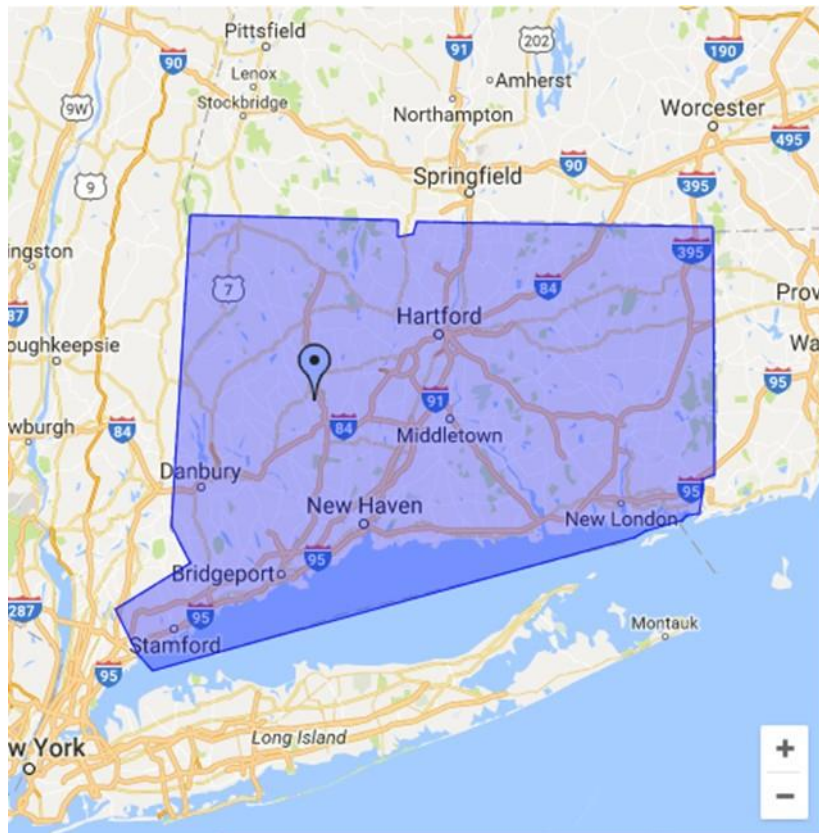 Pittsfield
91
202
190
90
Lenox
Amherst
9W
Stockbridge
Northampton
Worcester
495
90
Springfield
9
395
395
ington
7
84
87
Hartford
Prov
oughkeepsie
Wa
95
91
wburgh
84
84
Middletown
Danbury
95
New Haven
New London
95
Bridgeport
287
95
Montauk
Stamford
95
Long Island
w York
+
−